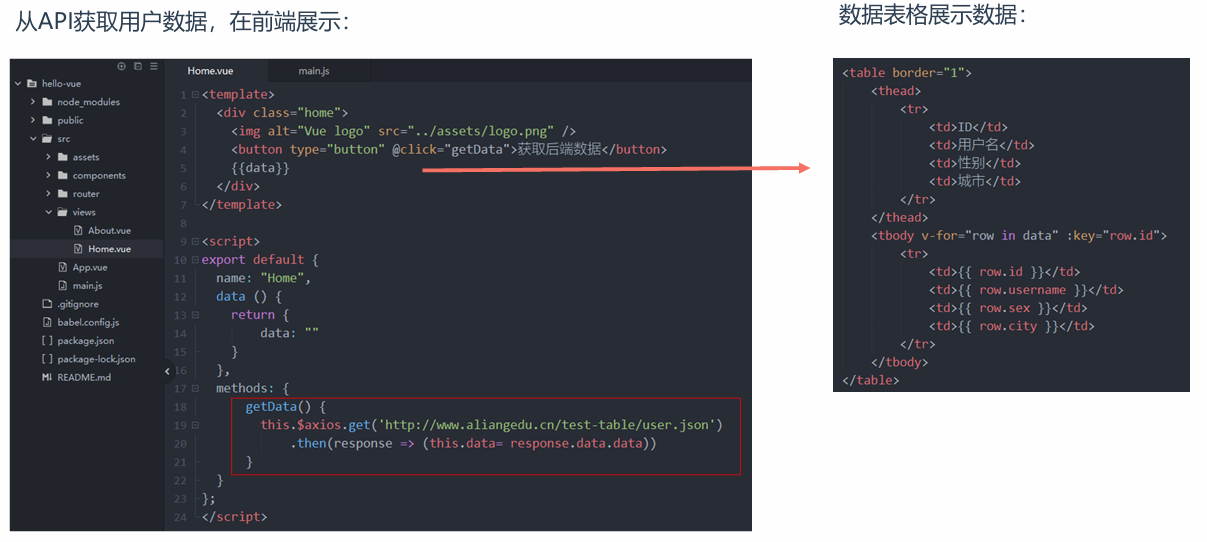 从API获取用户数据，在前端展示：
hello-vue
node_modules
public
src
assets
components
router
views
About.vue
Home.vue
App.vue
main.js
.gitignore
babel.config.js
package.json
package-lock.json
README.md
Home.vue main.js
1 <template>
2 <div class="home">
3 <img alt="Vue logo" src="../assets/logo.png" />
4 <button type="button" @click="getData">获取后端数据</button>
5 {{data}}
6 </div>
7 </template>
8
9 <script>
10 export default {
11 name: "Home",
12 data () {
13 return {
14 data: ""
15 }
16 },
17 methods: {
18 getData() {
19 this.$axios.get('http://www.aliangedu.cn/test-table/user.json')
20 .then(response => (this.data= response.data.data))
21 }
22 }
23 };
24 </script>
数据表格展示数据：
<table border="1">
<thead>
<tr>
<td>ID</td>
<td>用户名</td>
<td>性别</td>
<td>城市</td>
</tr>
</thead>
<tbody v-for="row in data" :key="row.id">
<tr>
<td>{{ row.id }}</td>
<td>{{ row.username }}</td>
<td>{{ row.sex }}</td>
<td>{{ row.city }}</td>
</tr>
</tbody>
</table>